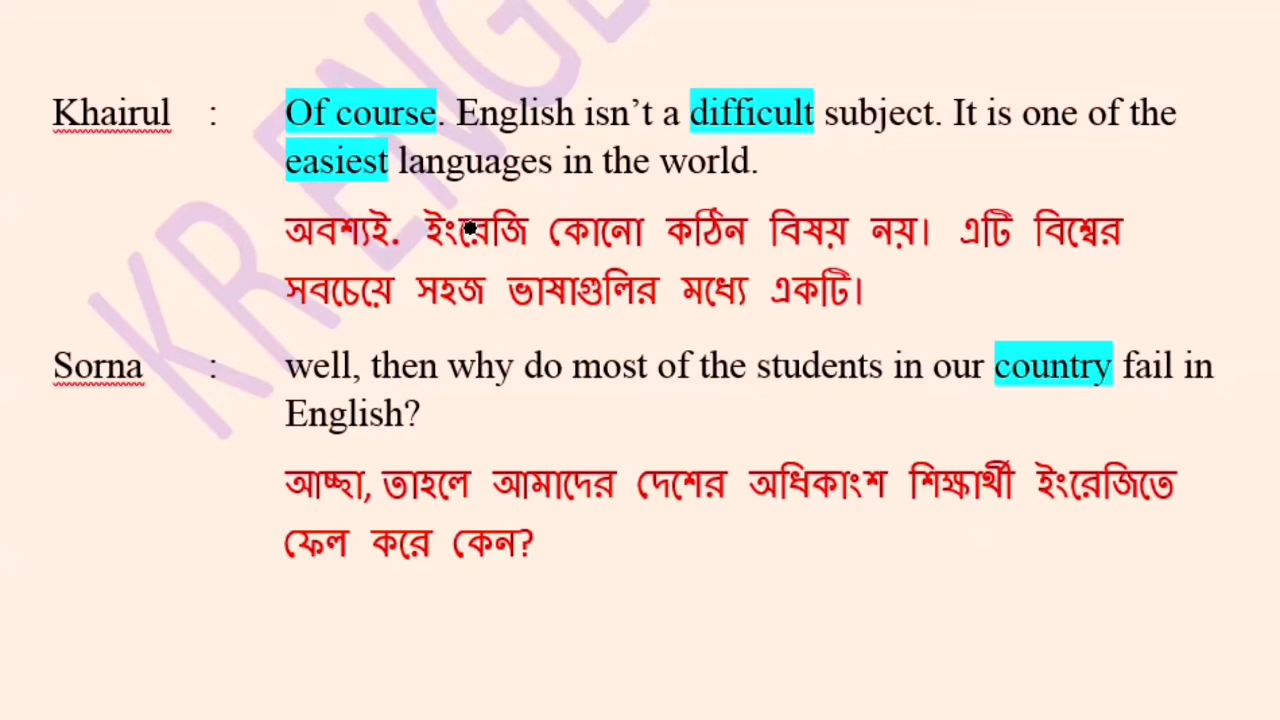 KR ENGL
Khairul : Of course. English isn’t a difficult subject. It is one of the
easiest languages in the world.
অবশ্যই. ইংরেজি কোনো কঠিন বিষয় নয়। এটি বিশ্বের
সবচেয়ে সহজ ভাষাগুলির মধ্যে একটি।
Sorna : well, then why do most of the students in our country fail in
English?
আচ্ছা, তাহলে আমাদের দেশের অধিকাংশ শিক্ষার্থী ইংরেজিতে
ফেল করে কেন?